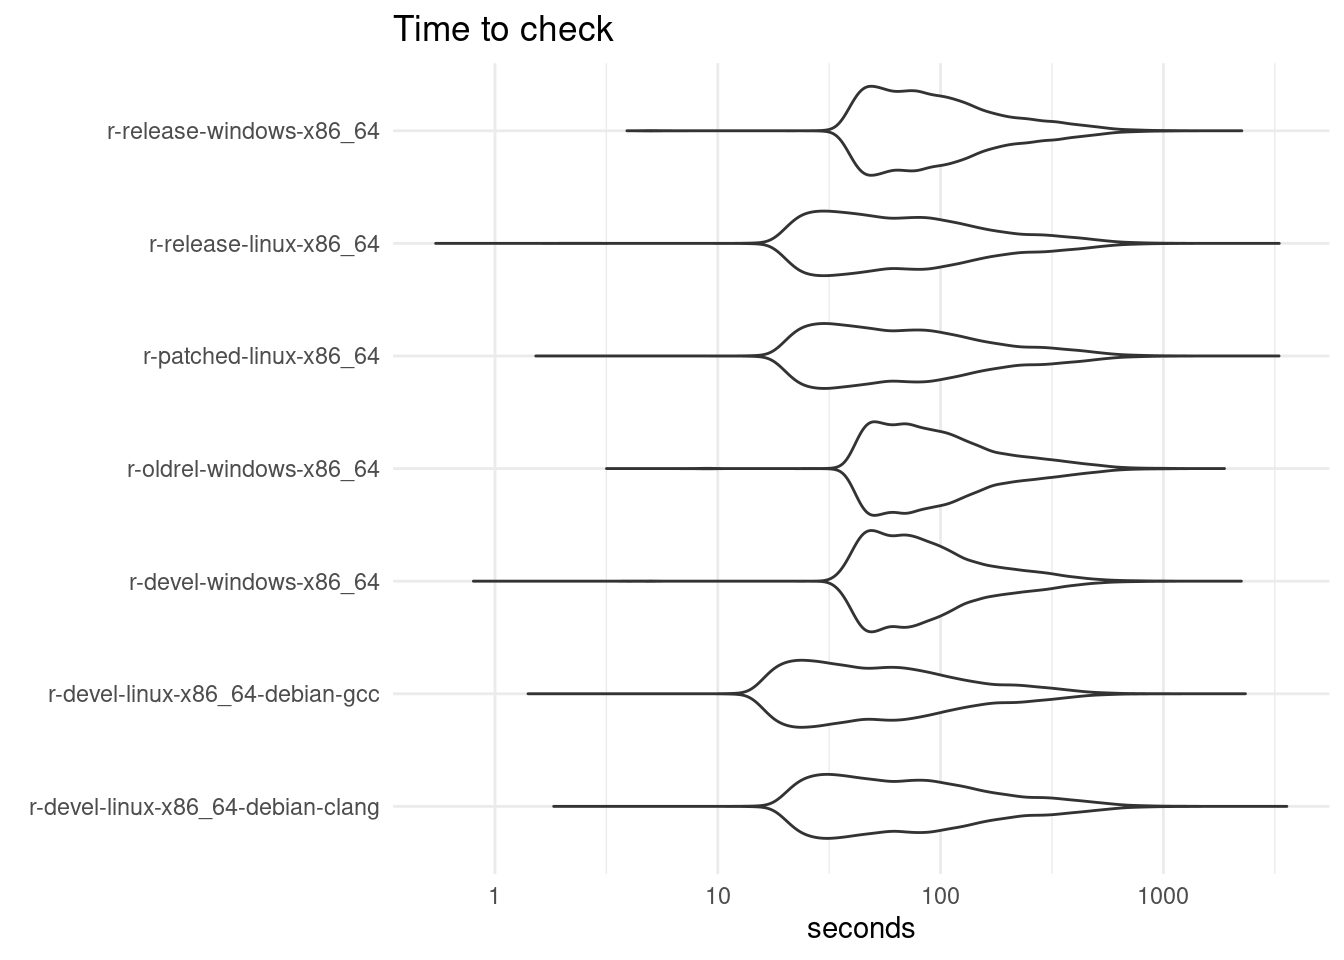 Time to check
r-release-windows-x86_64
r-release-linux-x86_64
r-patched-linux-x86_64
r-oldrel-windows-x86_64
r-devel-windows-x86_64
r-devel-linux-x86_64-debian-gcc
r-devel-linux-x86_64-debian-clang
1 10 100 1000
seconds